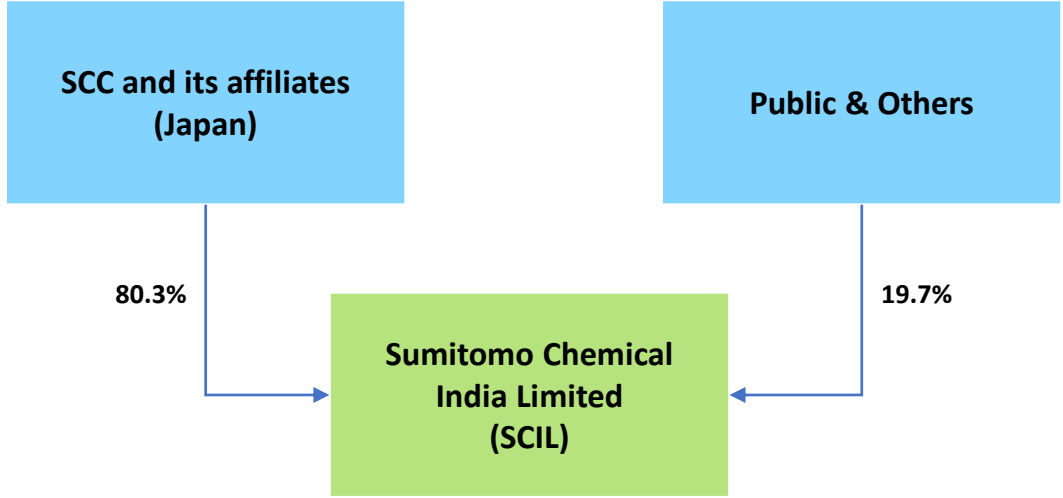 SCC and its affiliates
(Japan)
Public & Others
80.3%
19.7%
Sumitomo Chemical
India Limited
(SCIL)